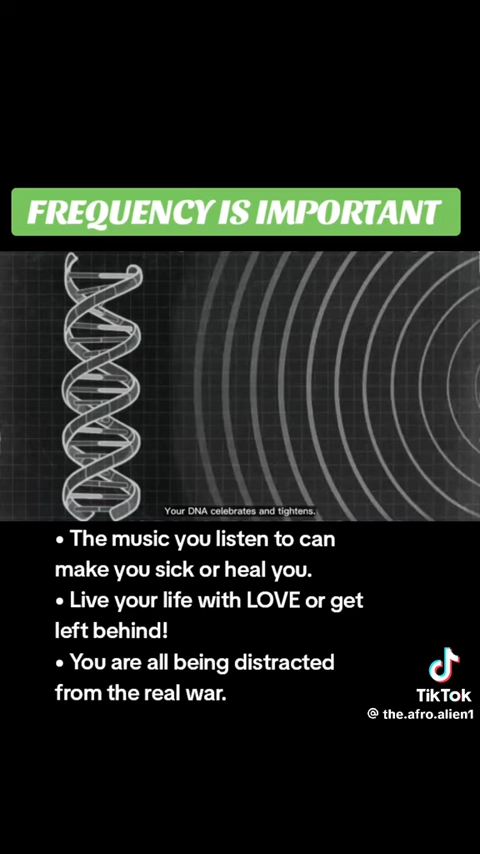 FREQUENCY IS IMPORTANT
Your DNA celebrates and tightens.
• The music you listen to can
make you sick or heal you.
• Live your life with LOVE or get
left behind!
• You are all being distracted
from the real war.
TikTok
@ the.afro.alien1